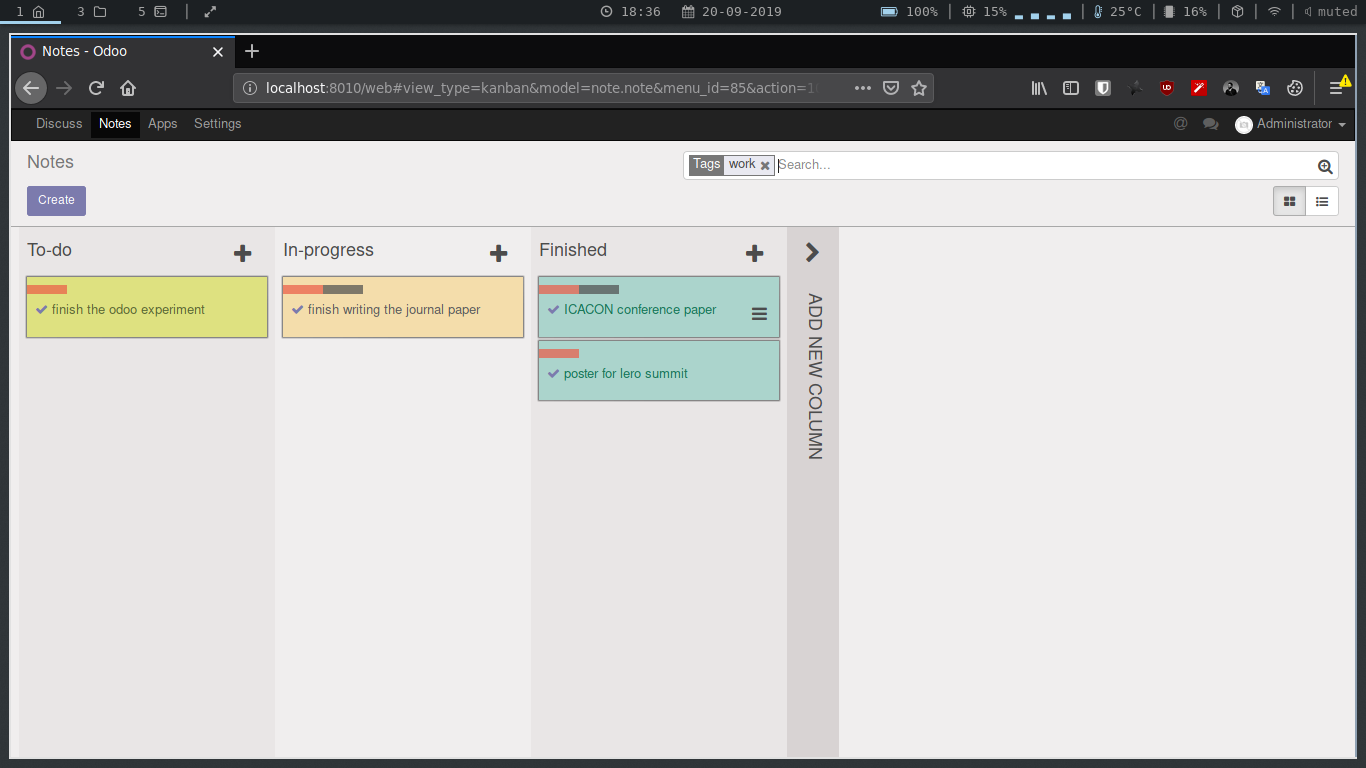 1 3 5 18:36 20-09-2019 100% 15% 25°C 16% muted
Notes - Odoo
localhost:8010/web#view_type=kanban&model=note.note&menu_id=85&action=1
Discuss Notes Apps Settings @ Administrator
Notes Tags work Search...
Create
To-do In-progress Finished
finish the odoo experiment finish writing the journal paper ICACON conference paper
poster for lero summit
ADD NEW COLUMN